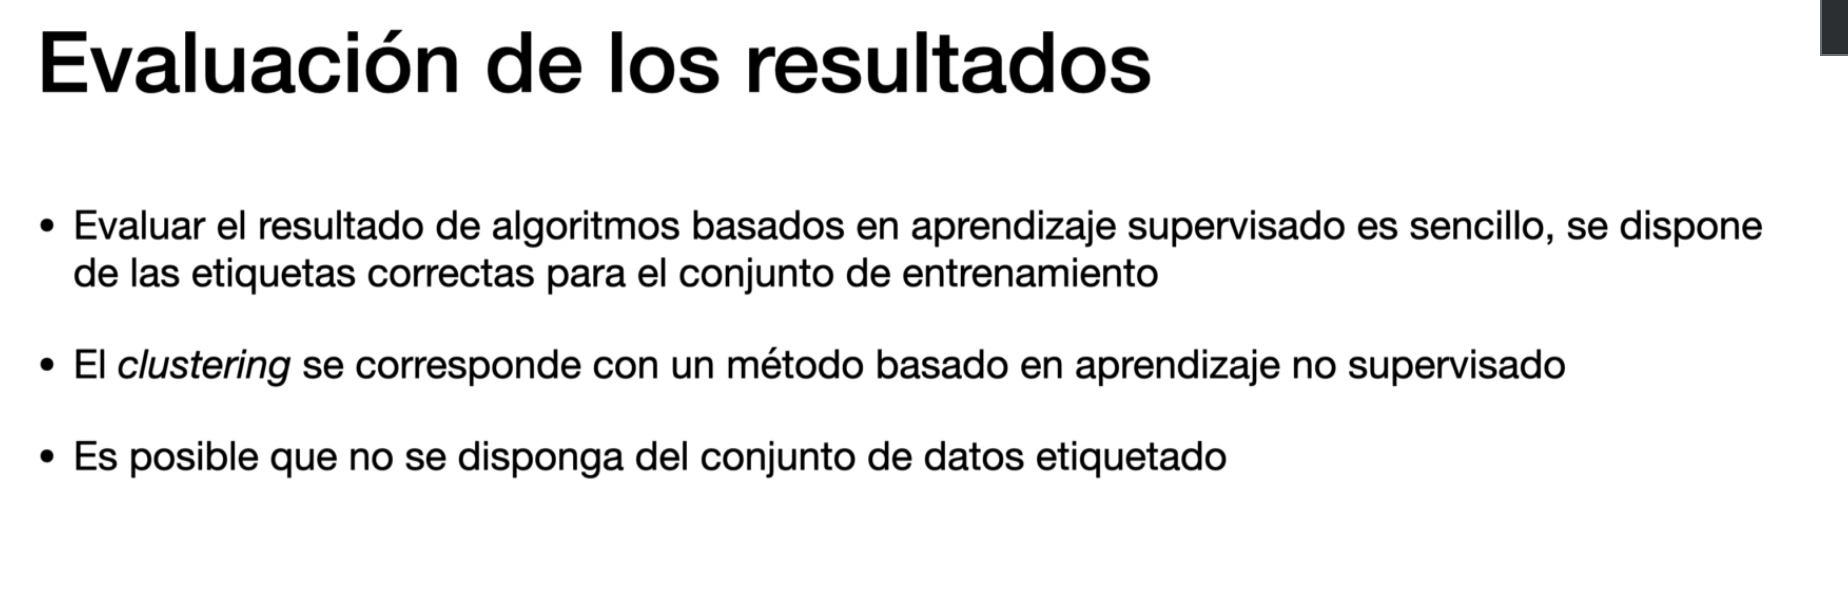 Evaluación de los resultados
• Evaluar el resultado de algoritmos basados en aprendizaje supervisado es sencillo, se dispone
de las etiquetas correctas para el conjunto de entrenamiento
• El clustering se corresponde con un método basado en aprendizaje no supervisado
• Es posible que no se disponga del conjunto de datos etiquetado